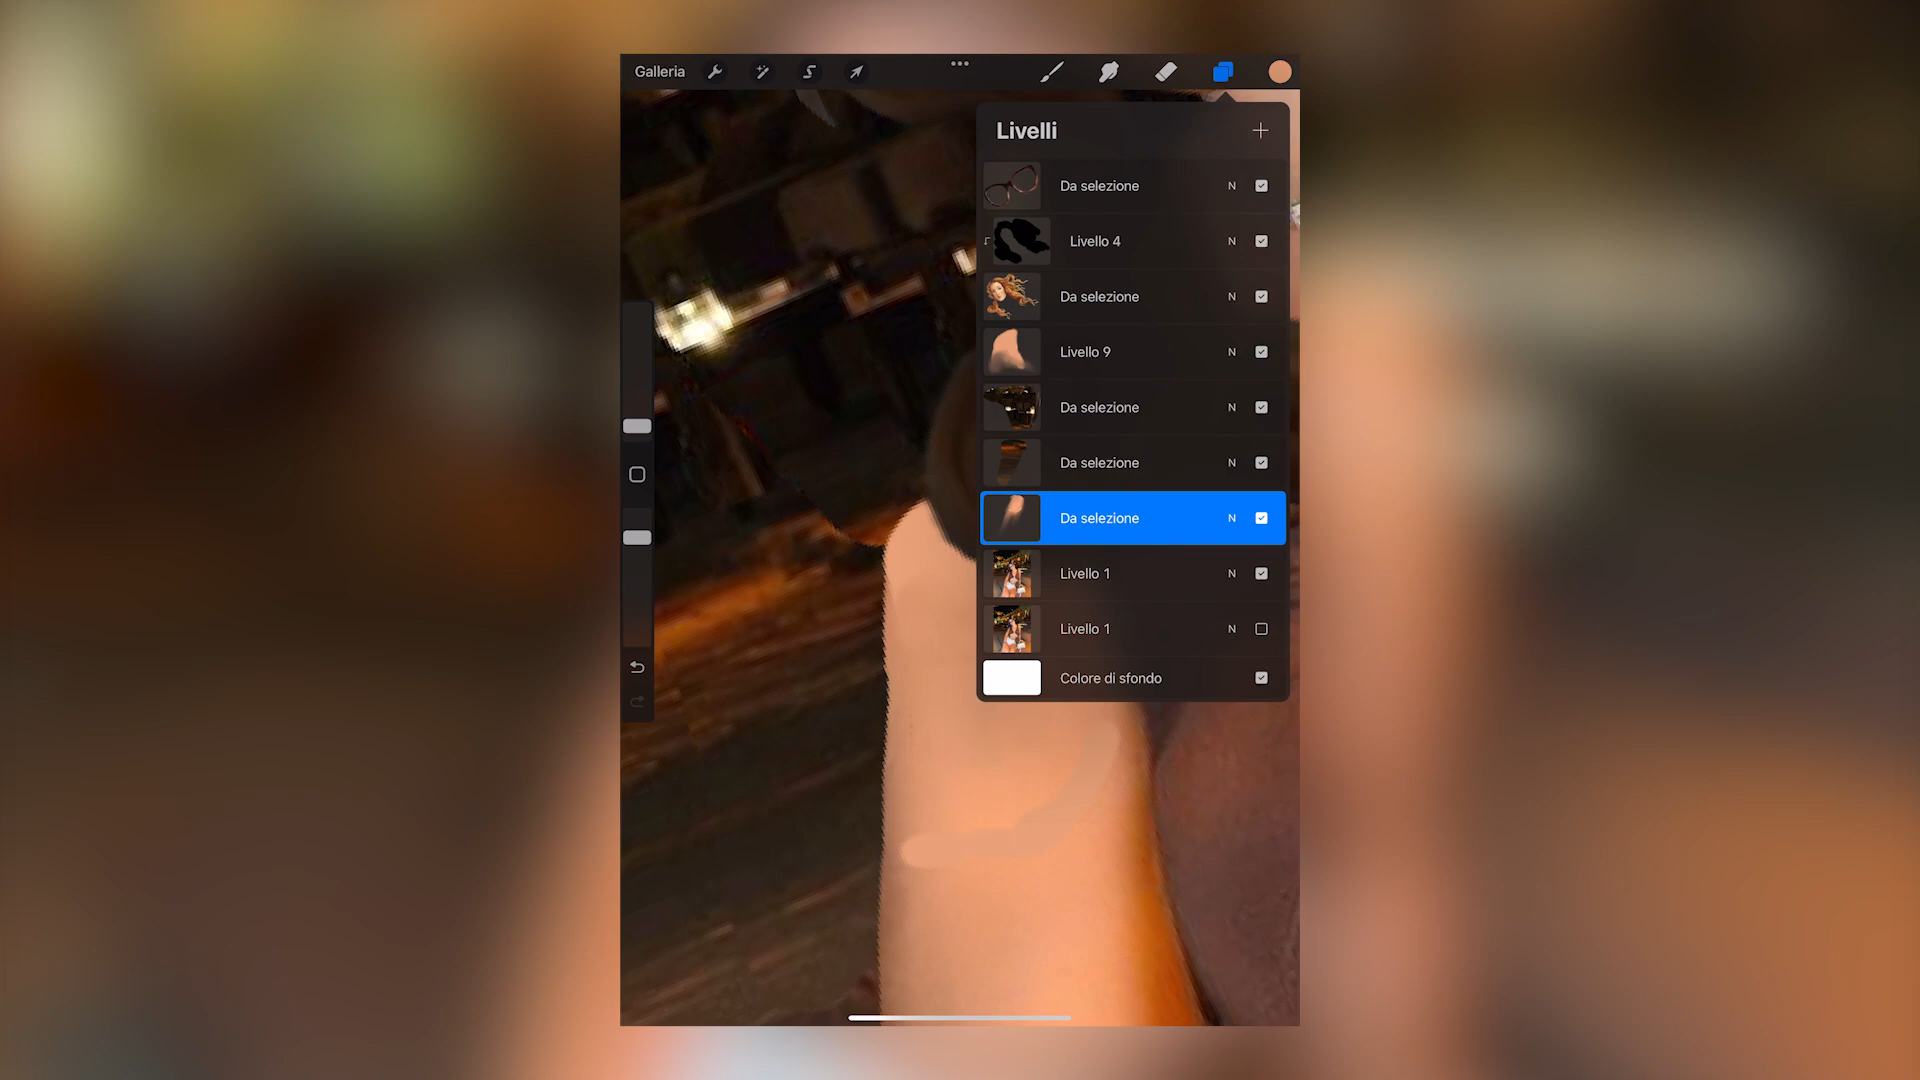 Galleria
Livelli
Da selezione N
Livello 4 N
Da selezione N
Livello 9 N
Da selezione N
Da selezione N
Da selezione N
Livello 1 N
Livello 1 N
Colore di sfondo